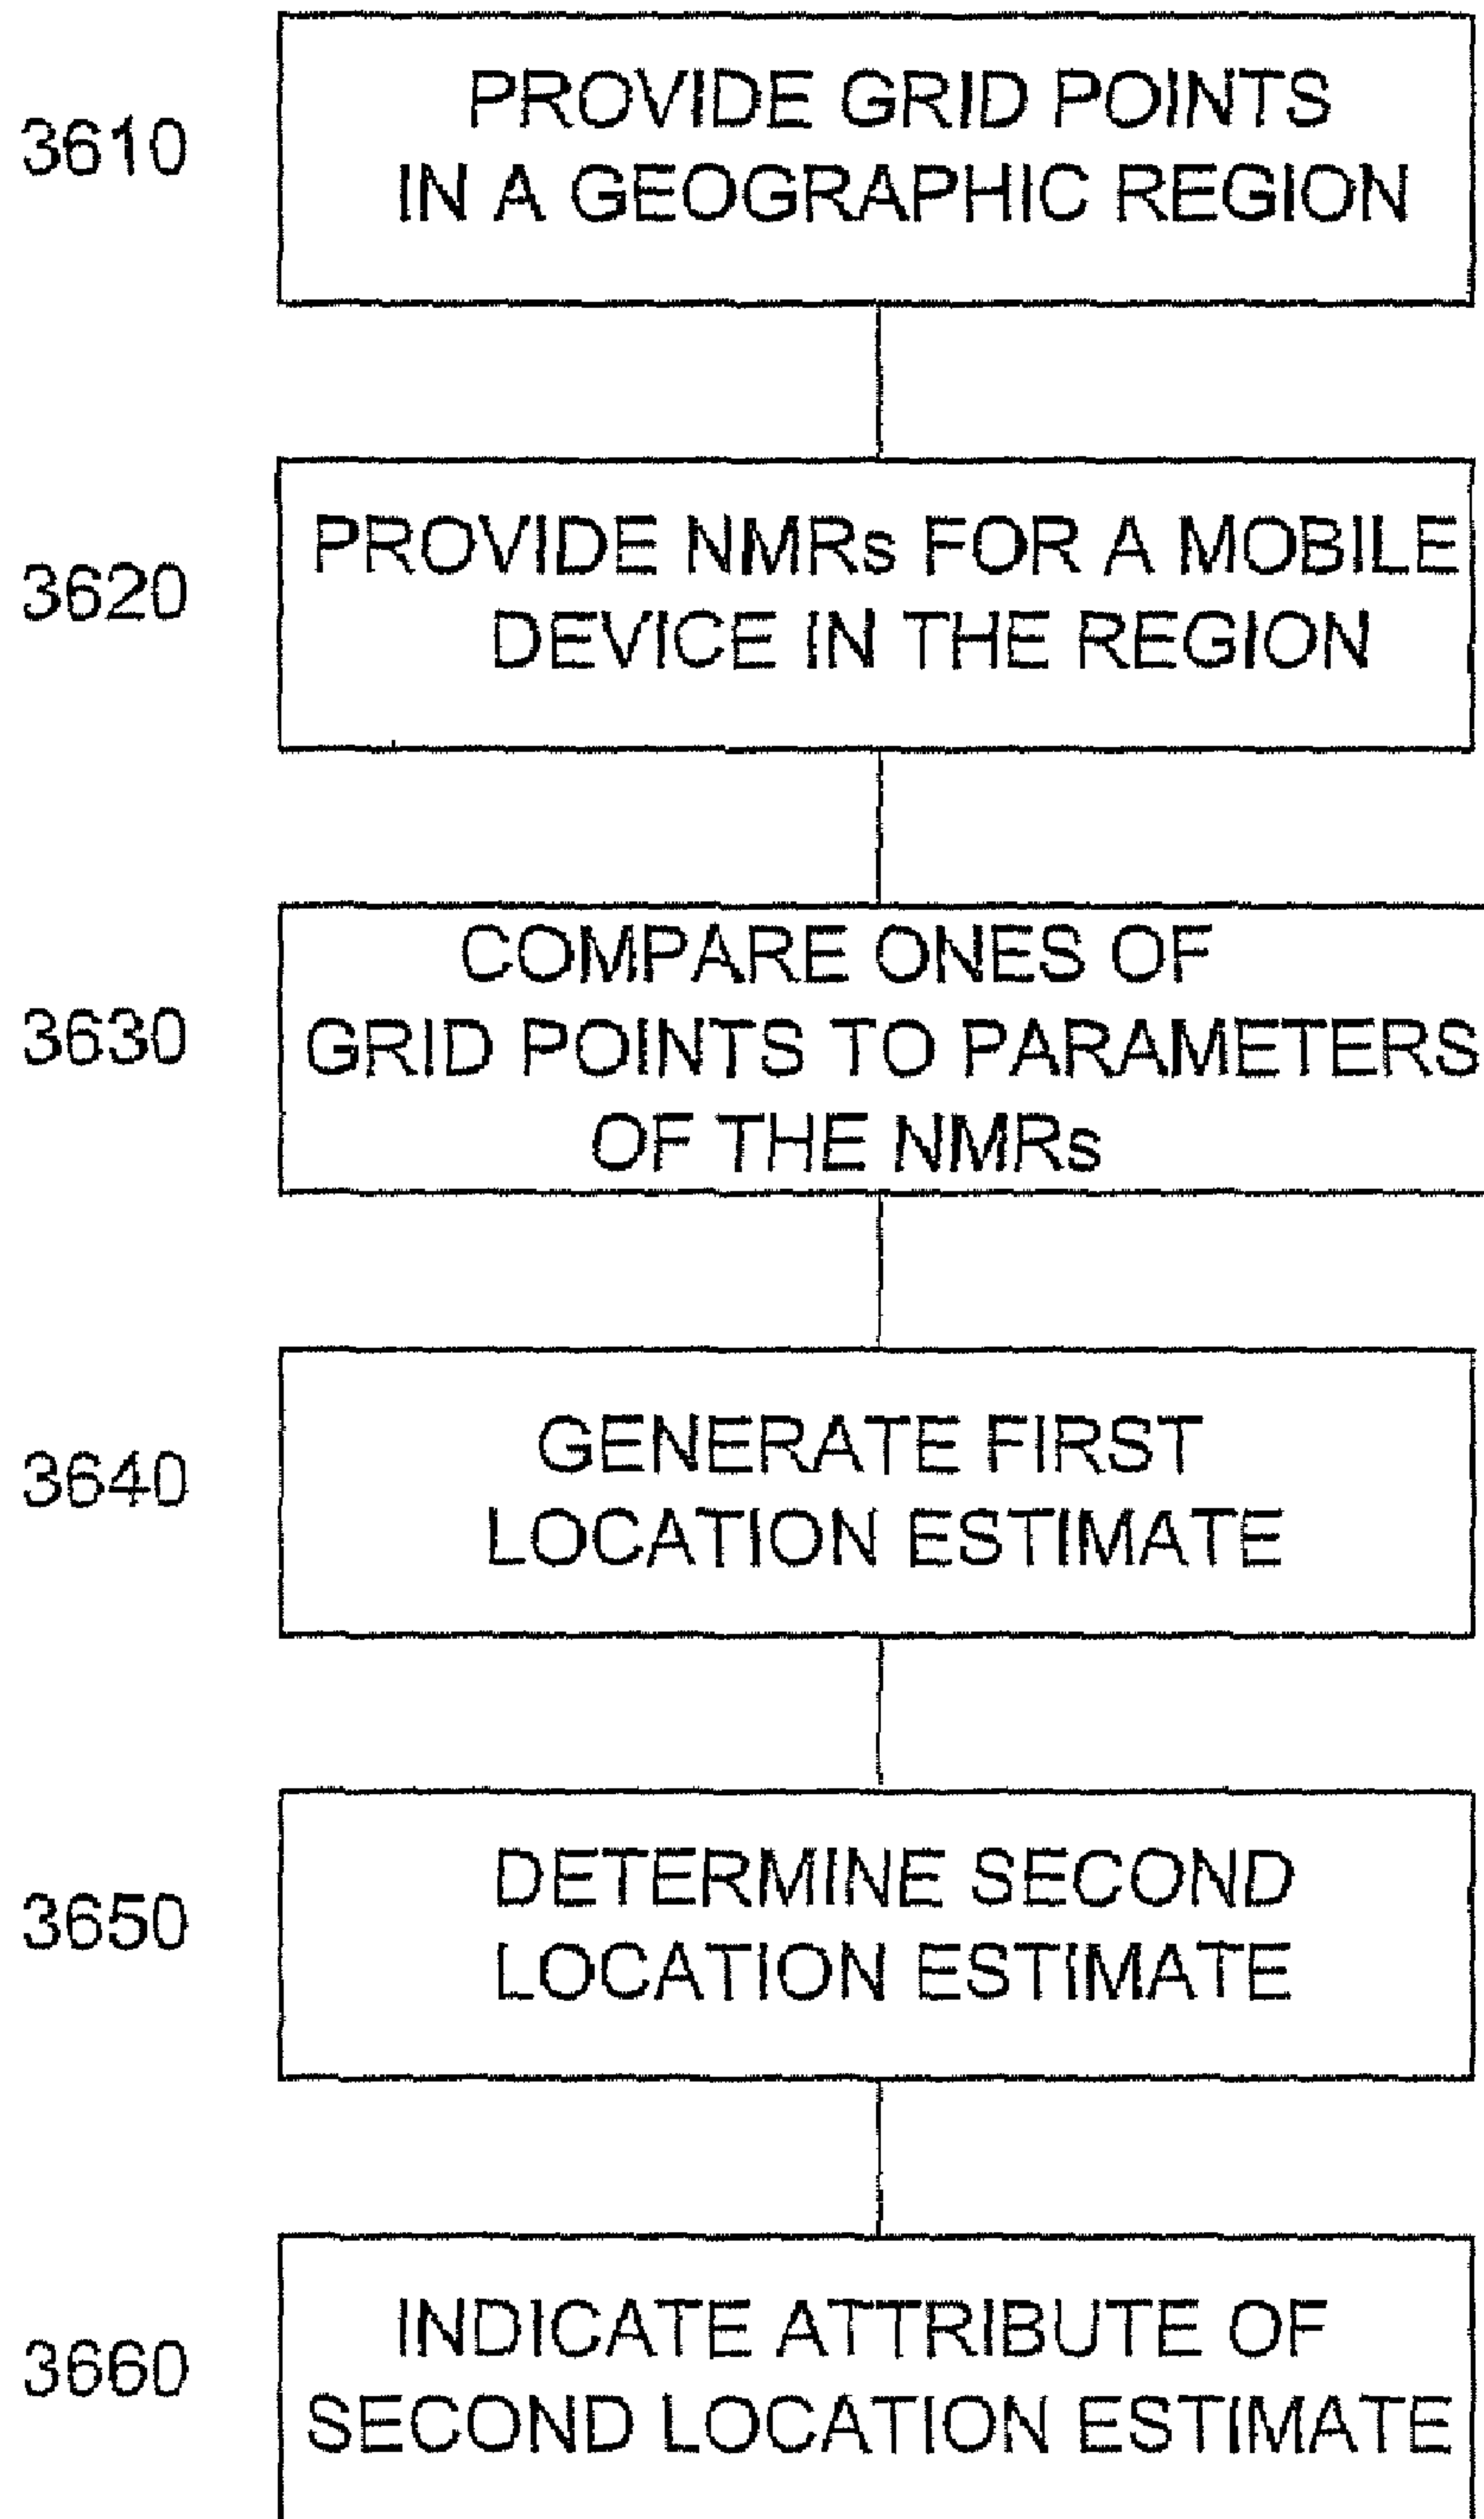 3610
PROVIDE GRID POINTS
IN A GEOGRAPHIC REGION
3620
PROVIDE NMRs FOR A MOBILE
DEVICE IN THE REGION
3630
COMPARE ONES OF
GRID POINTS TO PARAMETERS
OF THE NMRs
3640
GENERATE FIRST
LOCATION ESTIMATE
3650
DETERMINE SECOND
LOCATION ESTIMATE
3660
INDICATE ATTRIBUTE OF
SECOND LOCATION ESTIMATE